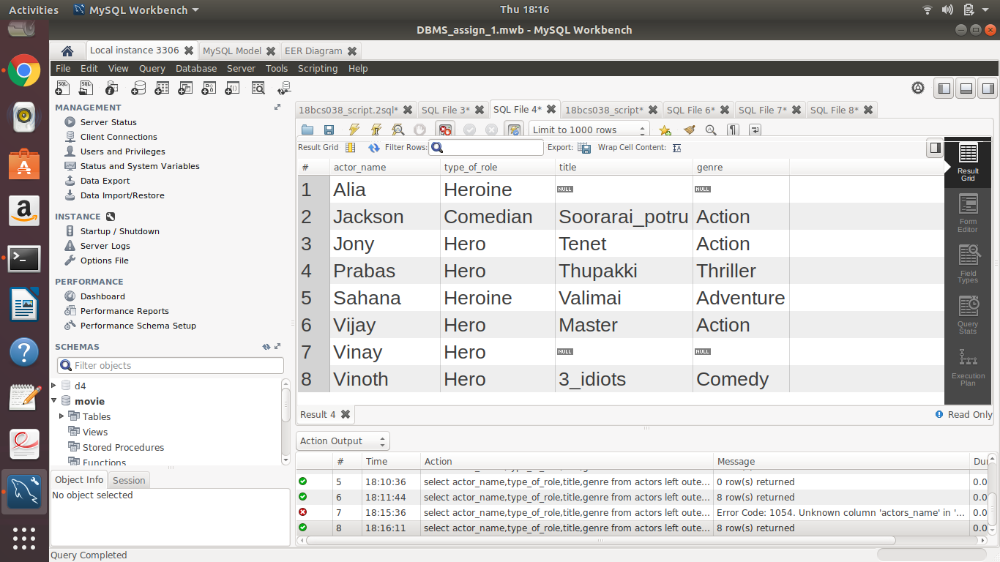 Activities MySQL Workbench Thu 18:16
DBMS_assign_1.mwb - MySQL Workbench
Local instance 3306 MySQL Model EER Diagram
File Edit View Query Database Server Tools Scripting Help
MANAGEMENT
Server Status
Client Connections
Users and Privileges
Status and System Variables
Data Export
Data Import/Restore
INSTANCE
Startup / Shutdown
Server Logs
Options File
PERFORMANCE
Dashboard
Performance Reports
Performance Schema Setup
SCHEMAS
Filter objects
d4
movie
Tables
Views
Stored Procedures
Functions
Object Info Session
No object selected
18bcs038_script.2sql* SQL File 3* SQL File 4* 18bcs038_script* SQL File 6* SQL File 7* SQL File 8*
Limit to 1000 rows
Result Grid Filter Rows: Export: Wrap Cell Content:
# actor_name type_of_role title genre
1 Alia Heroine NULL NULL
2 Jackson Comedian Soorarai_potru Action
3 Jony Hero Tenet Action
4 Prabas Hero Thupakki Thriller
5 Sahana Heroine Valimai Adventure
6 Vijay Hero Master Action
7 Vinay Hero NULL NULL
8 Vinoth Hero 3_idiots Comedy
Result
Grid
Form
Editor
Field
Types
Query
Stats
Execution
Plan
Result 4 Read Only
Action Output
# Time Action Message Dur
5 18:10:36 select actor_name,type_of_role,title,genre from actors left oute... 0 row(s) returned 0.0
6 18:11:44 select actor_name,type_of_role,title,genre from actors left oute... 8 row(s) returned 0.0
7 18:15:36 select actor_name,type_of_role,title,genre from actors left oute... Error Code: 1054. Unknown column 'actors_name' in '... 0.0
8 18:16:11 select actor_name,type_of_role,title,genre from actors left oute... 8 row(s) returned 0.0
Query Completed